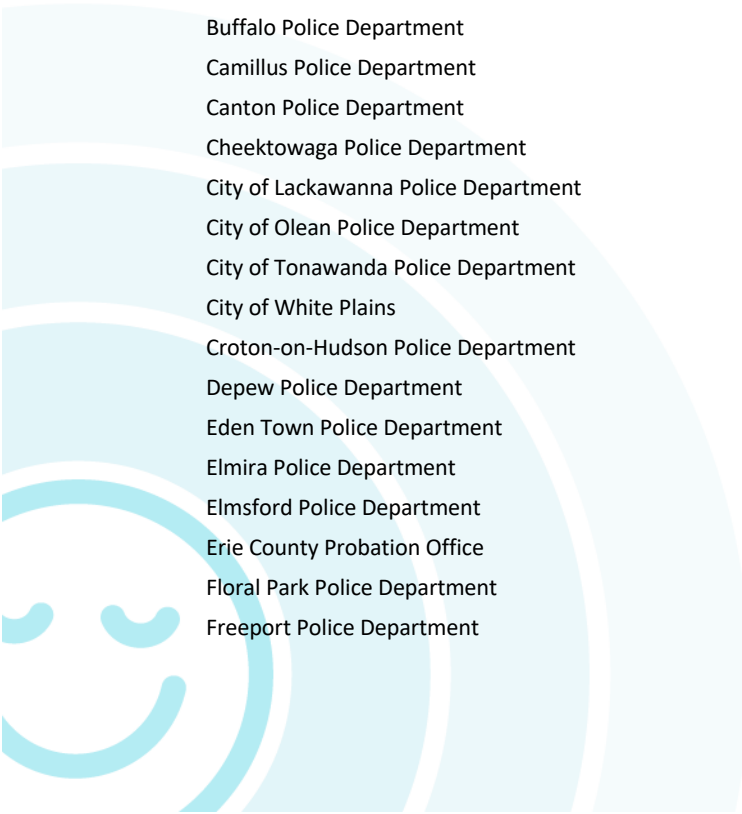 Buffalo Police Department
Camillus Police Department
Canton Police Department
Cheektowaga Police Department
City of Lackawanna Police Department
City of Olean Police Department
City of Tonawanda Police Department
City of White Plains
Croton-on-Hudson Police Department
Depew Police Department
Eden Town Police Department
Elmira Police Department
Elmsford Police Department
Erie County Probation Office
Floral Park Police Department
Freeport Police Department